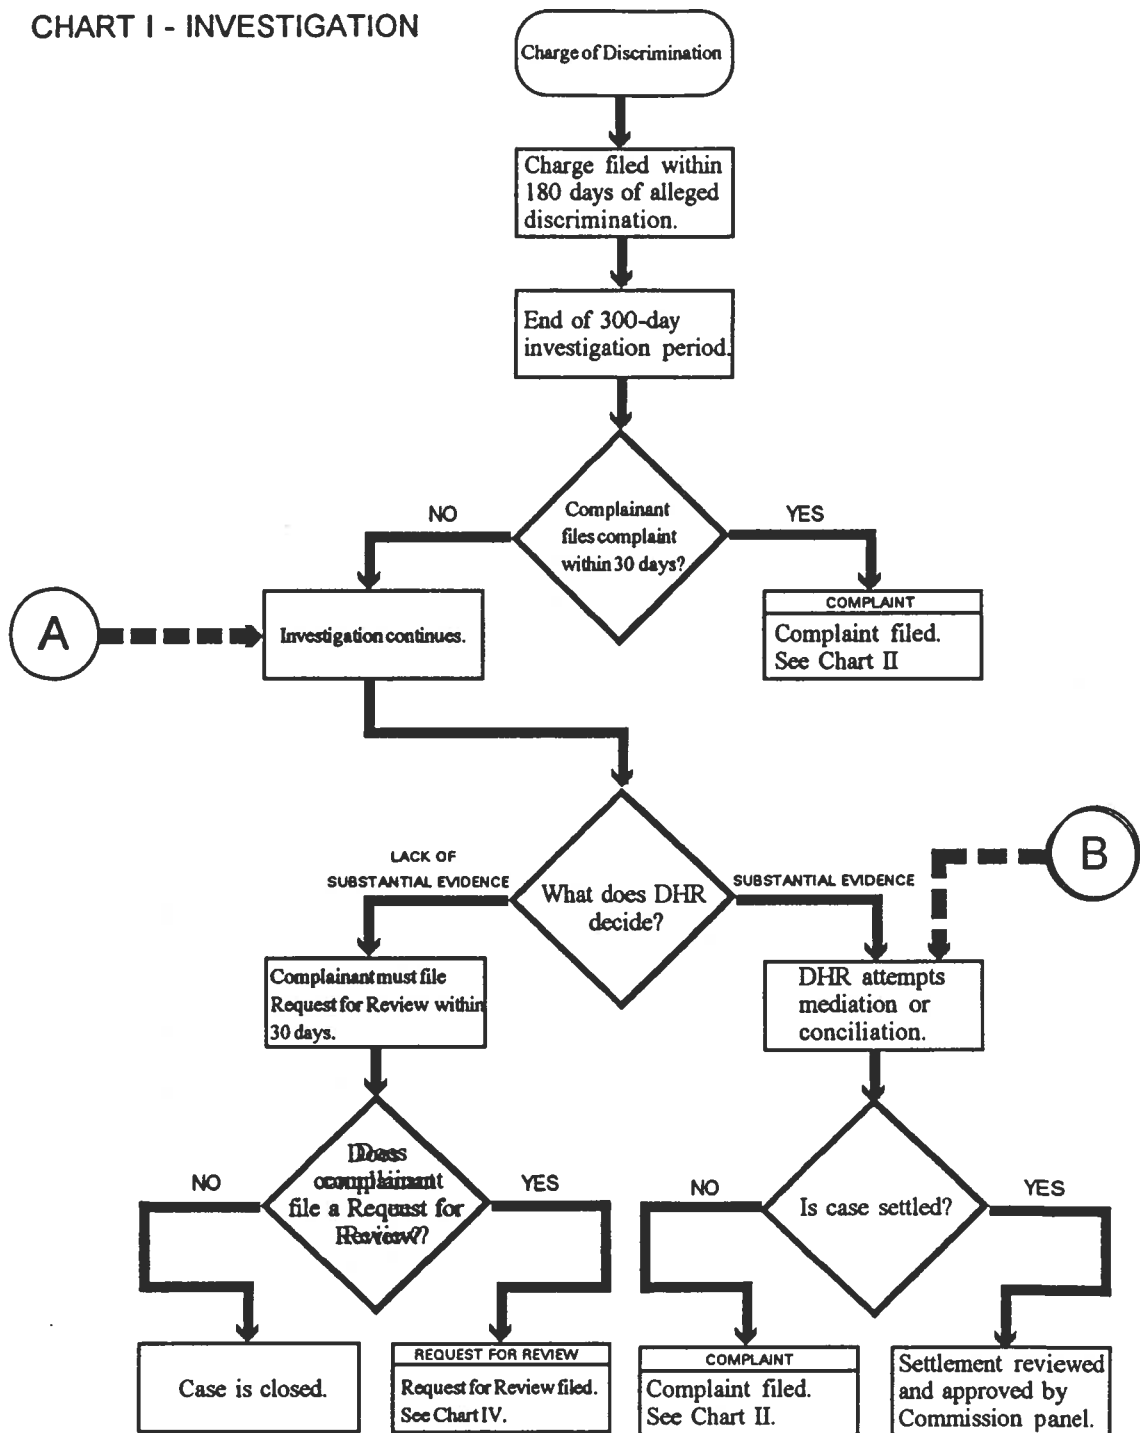 CHART I - INVESTIGATION
Charge of Discrimination
Charge filed within
180 days of alleged
discrimination.
End of 300-day
investigation period.
Complainant
files complaint
within 30 days?
NO
YES
A
Investigation continues.
COMPLAINT
Complaint filed.
See Chart II
What does DHR
decide?
LACK OF
SUBSTANTIAL EVIDENCE
SUBSTANTIAL EVIDENCE
B
Complainant must file
Request for Review within
30 days.
DHR attempts
mediation or
conciliation.
Does
complainant
file a Request for
Review?
NO
YES
Is case settled?
NO
YES
Case is closed.
REQUEST FOR REVIEW
Request for Review filed.
See Chart IV.
COMPLAINT
Complaint filed.
See Chart II.
Settlement reviewed
and approved by
Commission panel.